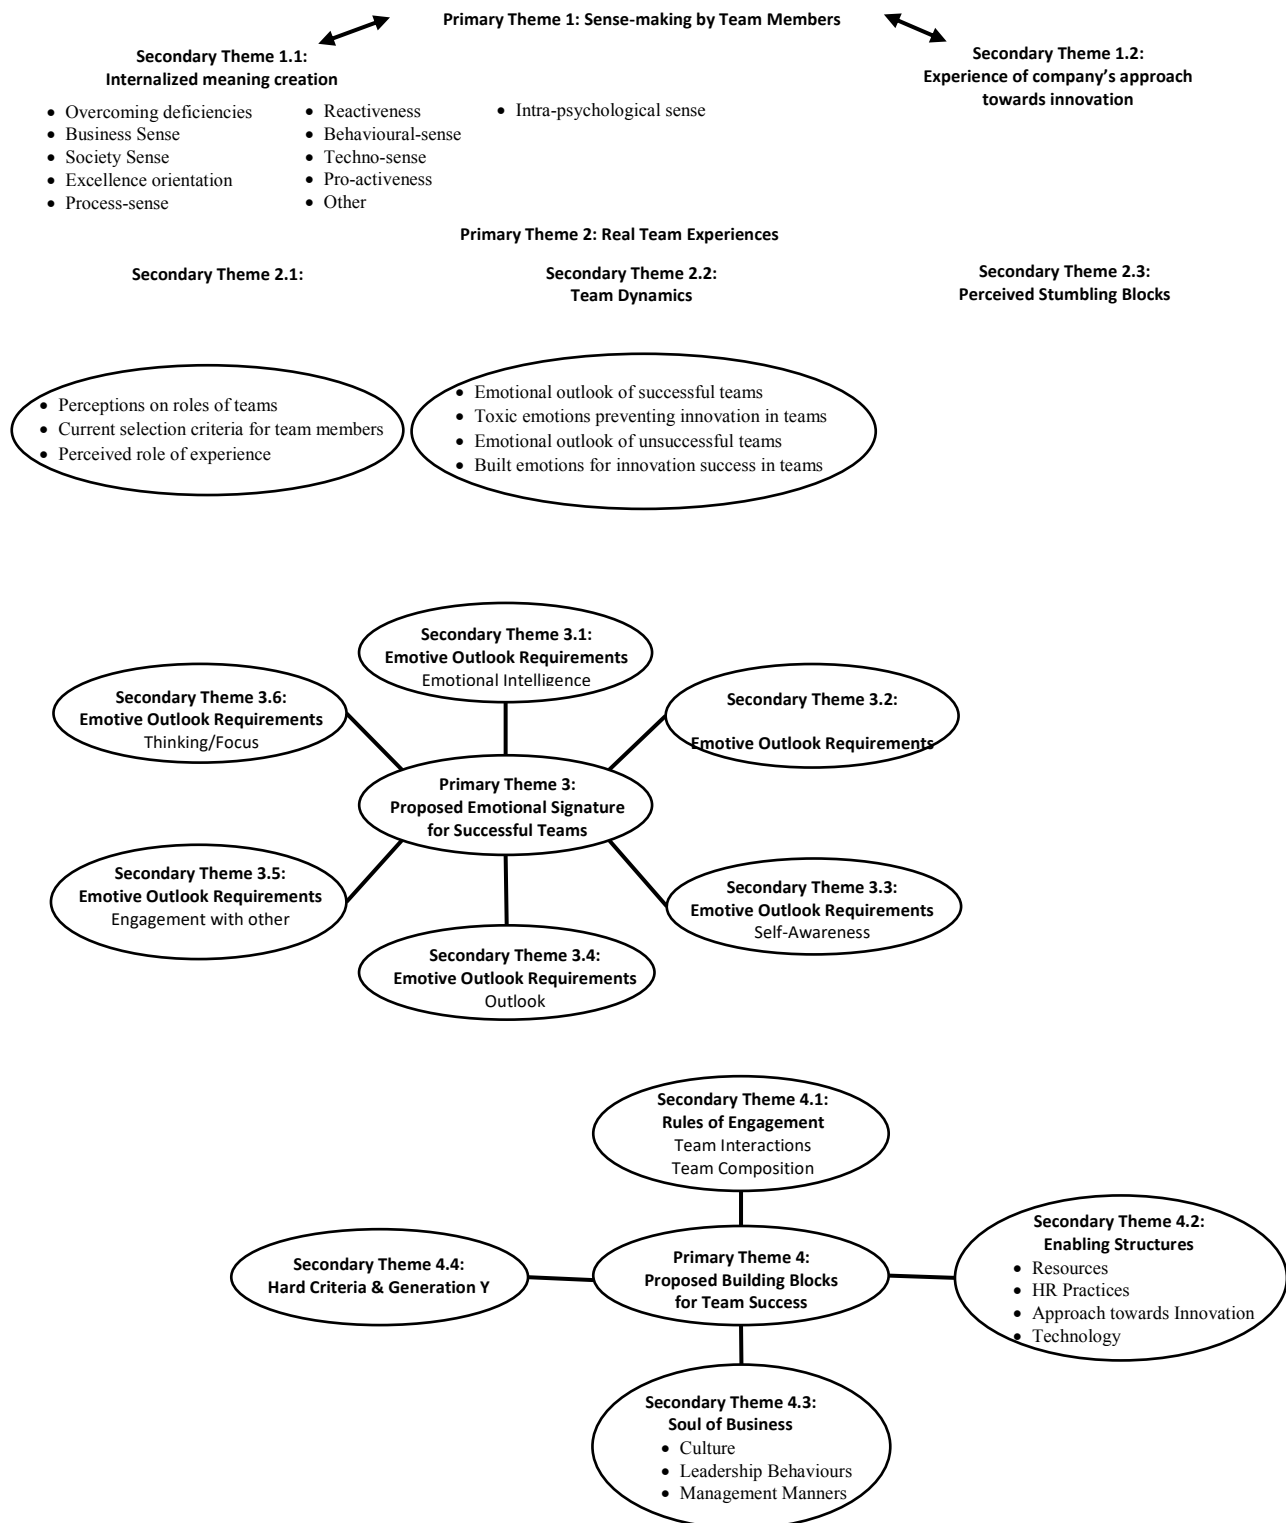 Primary Theme 1: Sense-making by Team Members
Secondary Theme 1.1:
Internalized meaning creation
Secondary Theme 1.2:
Experience of company's approach
towards innovation
• Overcoming deficiencies
• Business Sense
• Society Sense
• Excellence orientation
• Process-sense
• Reactiveness
• Behavioural-sense
• Techno-sense
• Pro-activeness
• Other
• Intra-psychological sense
Primary Theme 2: Real Team Experiences
Secondary Theme 2.1:
Secondary Theme 2.2:
Team Dynamics
Secondary Theme 2.3:
Perceived Stumbling Blocks
• Perceptions on roles of teams
• Current selection criteria for team members
• Perceived role of experience
• Emotional outlook of successful teams
• Toxic emotions preventing innovation in teams
• Emotional outlook of unsuccessful teams
• Built emotions for innovation success in teams
Secondary Theme 3.1:
Emotive Outlook Requirements
Emotional Intelligence
Secondary Theme 3.6:
Emotive Outlook Requirements
Thinking/Focus
Secondary Theme 3.2:
Emotive Outlook Requirements
Primary Theme 3:
Proposed Emotional Signature
for Successful Teams
Secondary Theme 3.5:
Emotive Outlook Requirements
Engagement with other
Secondary Theme 3.3:
Emotive Outlook Requirements
Self-Awareness
Secondary Theme 3.4:
Emotive Outlook Requirements
Outlook
Secondary Theme 4.1:
Rules of Engagement
Team Interactions
Team Composition
Secondary Theme 4.4:
Hard Criteria & Generation Y
Primary Theme 4:
Proposed Building Blocks
for Team Success
Secondary Theme 4.2:
Enabling Structures
• Resources
• HR Practices
• Approach towards Innovation
• Technology
Secondary Theme 4.3:
Soul of Business
• Culture
• Leadership Behaviours
• Management Manners